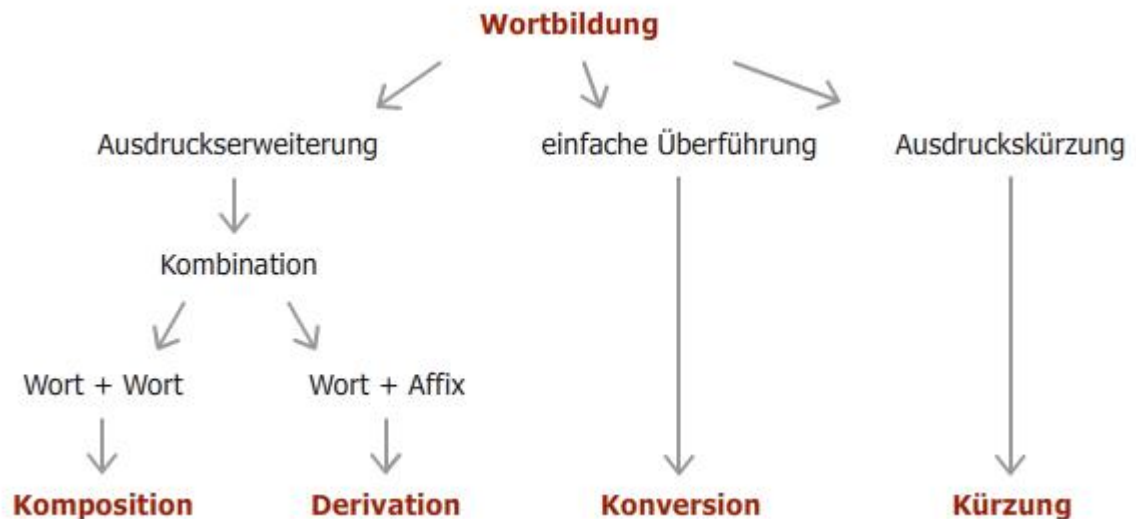 Wortbildung
Ausdruckserweiterung einfache Überführung Ausdruckskürzung
Kombination
Wort + Wort Wort + Affix
Komposition Derivation Konversion Kürzung